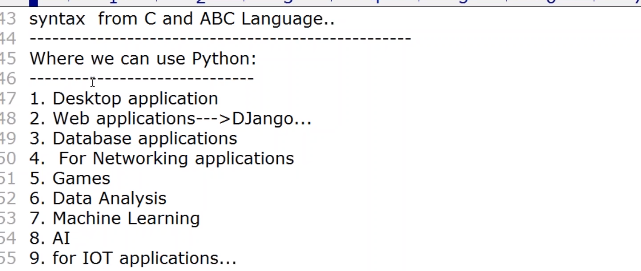 43 syntax  from C and ABC Language..
44 --------------------------------------------------
45 Where we can use Python:
46 ------------------------------
47 1. Desktop application
48 2. Web applications--->DJango...
49 3. Database applications
50 4.  For Networking applications
51 5. Games
52 6. Data Analysis
53 7. Machine Learning
54 8. AI
55 9. for IOT applications...